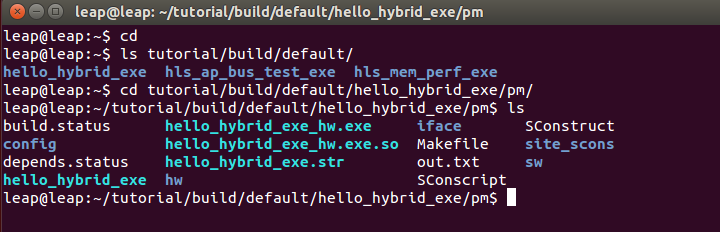 leap@leap: ~/tutorial/build/default/hello_hybrid_exe/pm
leap@leap:~$ cd
leap@leap:~$ ls tutorial/build/default/
hello_hybrid_exe  hls_ap_bus_test_exe  hls_mem_perf_exe
leap@leap:~$ cd tutorial/build/default/hello_hybrid_exe/pm/
leap@leap:~/tutorial/build/default/hello_hybrid_exe/pm$ ls
build.status      hello_hybrid_exe_hw.exe     iface       SConstruct
config            hello_hybrid_exe_hw.exe.so  Makefile    site_scons
depends.status    hello_hybrid_exe.str        out.txt     sw
hello_hybrid_exe  hw                          SConscript
leap@leap:~/tutorial/build/default/hello_hybrid_exe/pm$